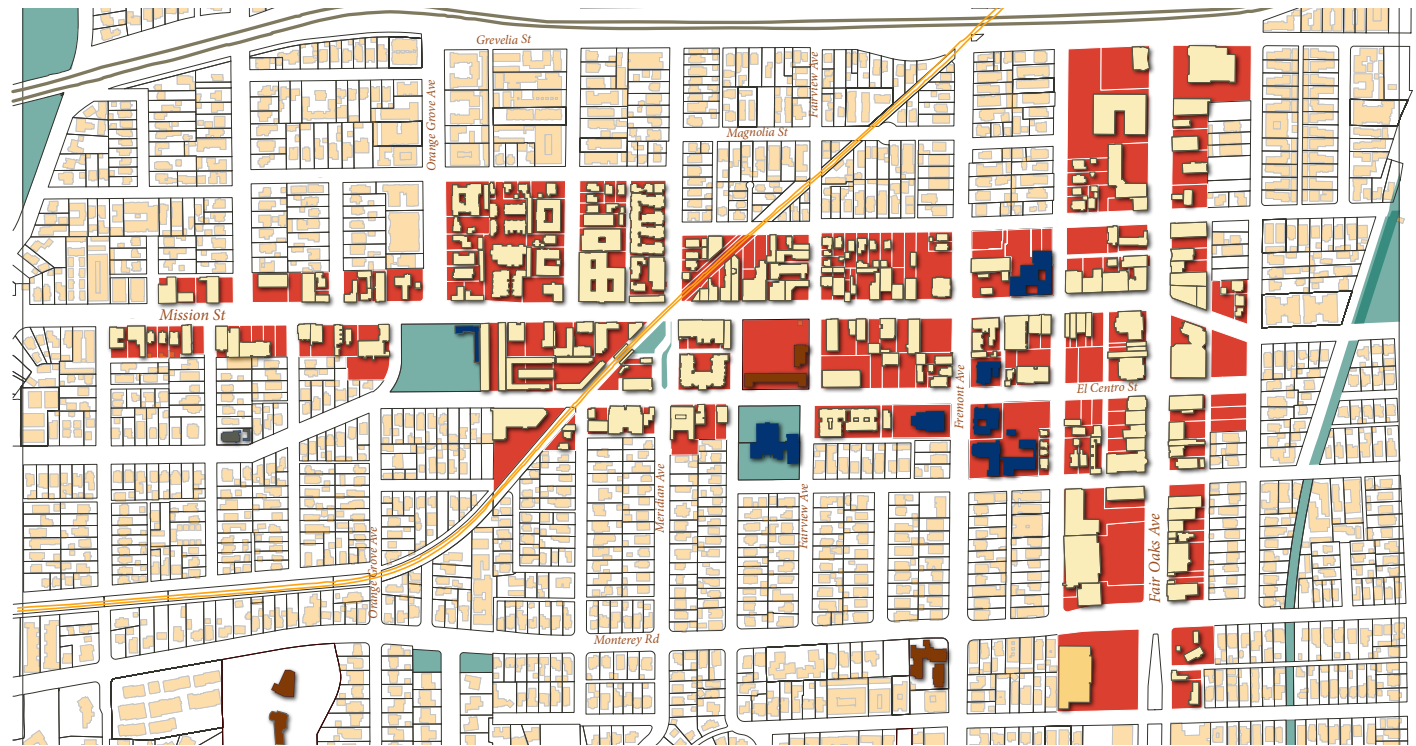 Grevelia St
Orange Grove Ave
Fairview Ave
Magnolia St
Mission St
El Centro St
Fremont Ave
Meridian Ave
Fairview Ave
Orange Grove Ave
Fair Oaks Ave
Monterey Rd